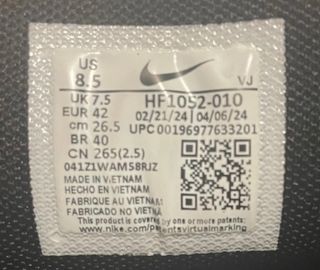 US
8.5 VJ
UK 7.5 HF1052-010
EUR 42 02/21/24 | 04/06/24
cm 26.5 UPC 00196977633201
BR 40
CN 265(2.5)
041Z1WAM58RJZ
MADE IN VIETNAM
HECHO EN VIETNAM
FABRIQUE AU VIETNAM
FABRICADO NO VIETNAM
This product is covered by one or more patents:
www.nike.com/patentsvirtualmarking